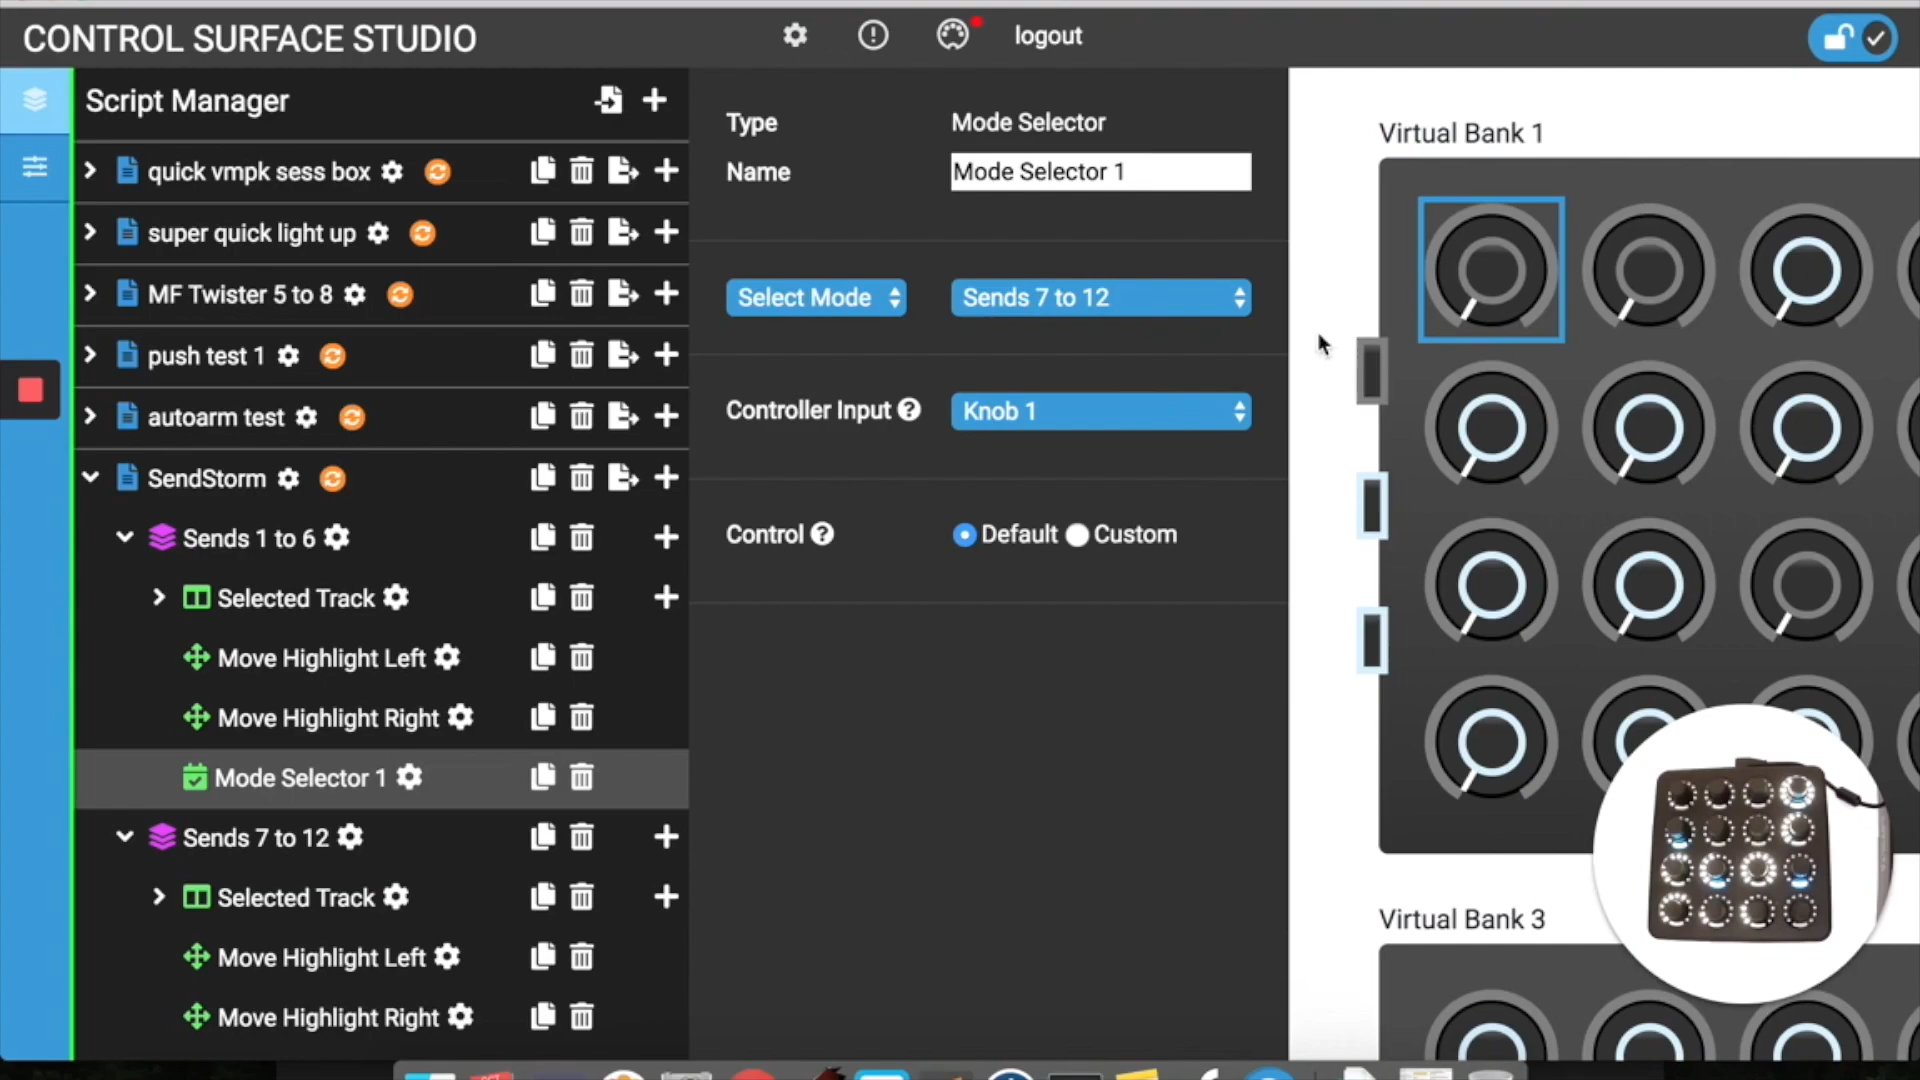 CONTROL SURFACE STUDIO
logout
Script Manager
quick vmpk sess box
super quick light up
MF Twister 5 to 8
push test 1
autoarm test
SendStorm
Sends 1 to 6
Selected Track
Move Highlight Left
Move Highlight Right
Mode Selector 1
Sends 7 to 12
Selected Track
Move Highlight Left
Move Highlight Right
Type Mode Selector
Name Mode Selector 1
Select Mode Sends 7 to 12
Controller Input Knob 1
Control Default Custom
Virtual Bank 1
Virtual Bank 3